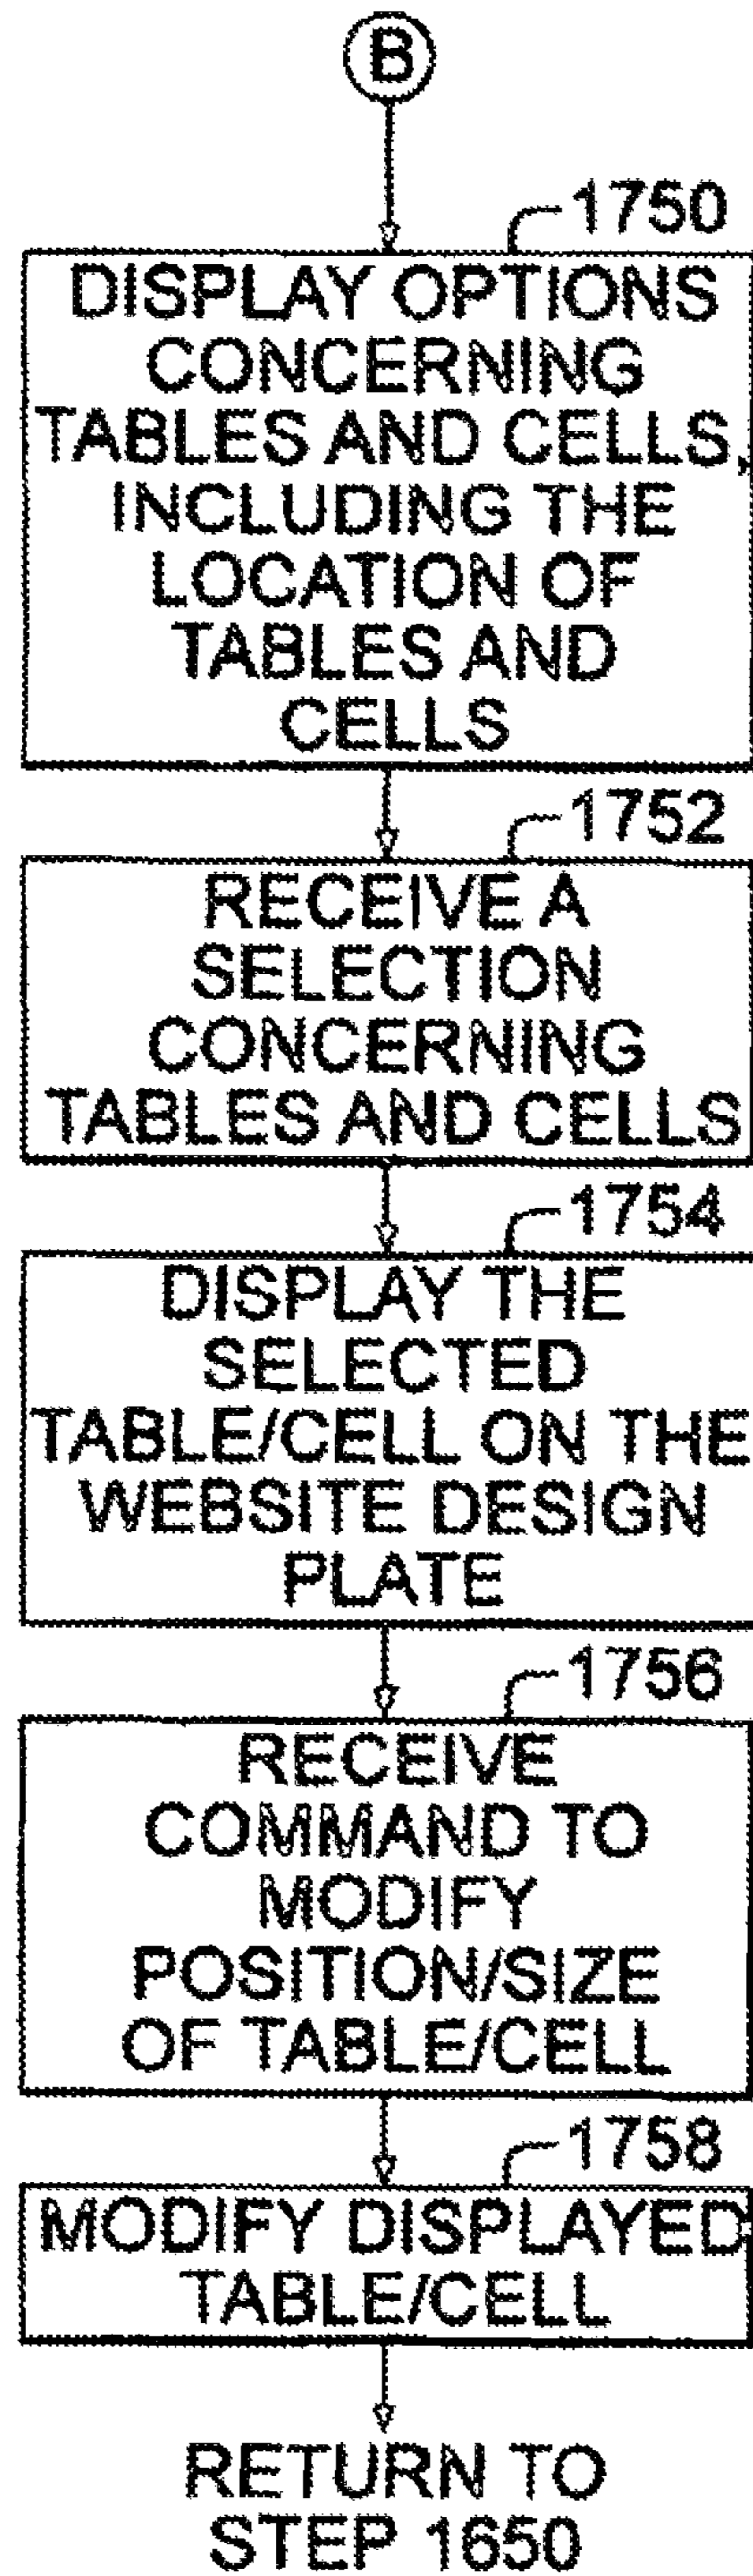 B
1750
DISPLAY OPTIONS
CONCERNING
TABLES AND CELLS,
INCLUDING THE
LOCATION OF
TABLES AND
CELLS
1752
RECEIVE A
SELECTION
CONCERNING
TABLES AND CELLS
1754
DISPLAY THE
SELECTED
TABLE/CELL ON THE
WEBSITE DESIGN
PLATE
1756
RECEIVE
COMMAND TO
MODIFY
POSITION/SIZE
OF TABLE/CELL
1758
MODIFY DISPLAYED
TABLE/CELL
RETURN TO
STEP 1650